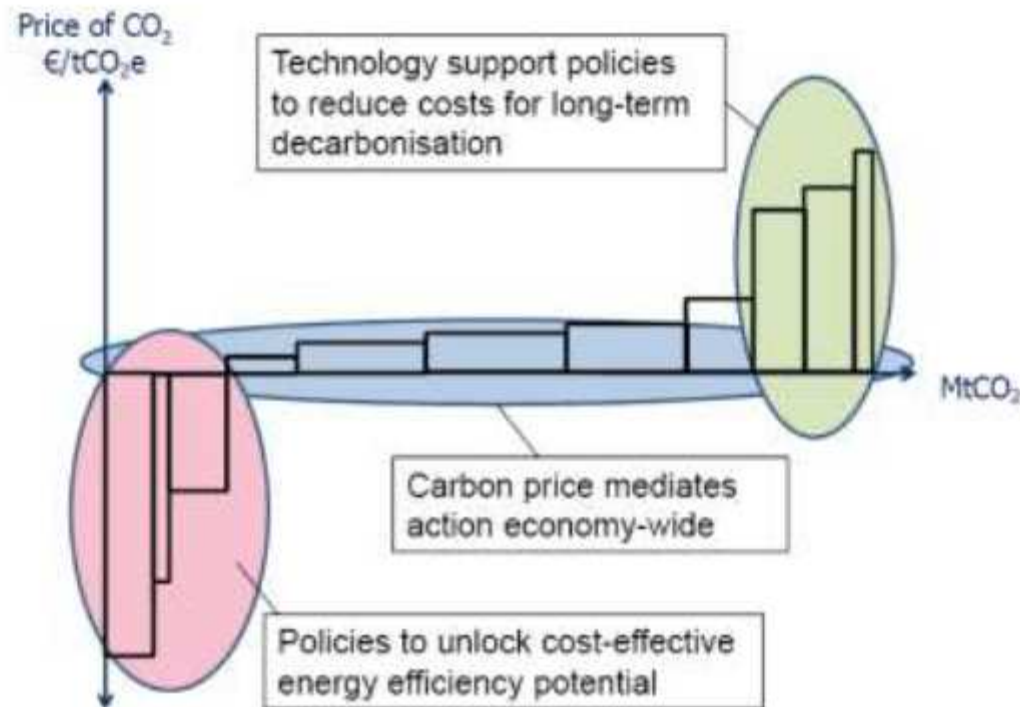 Price of CO₂
€/tCO₂e
Technology support policies
to reduce costs for long-term
decarbonisation
MtCO₂
Carbon price mediates
action economy-wide
Policies to unlock cost-effective
energy efficiency potential